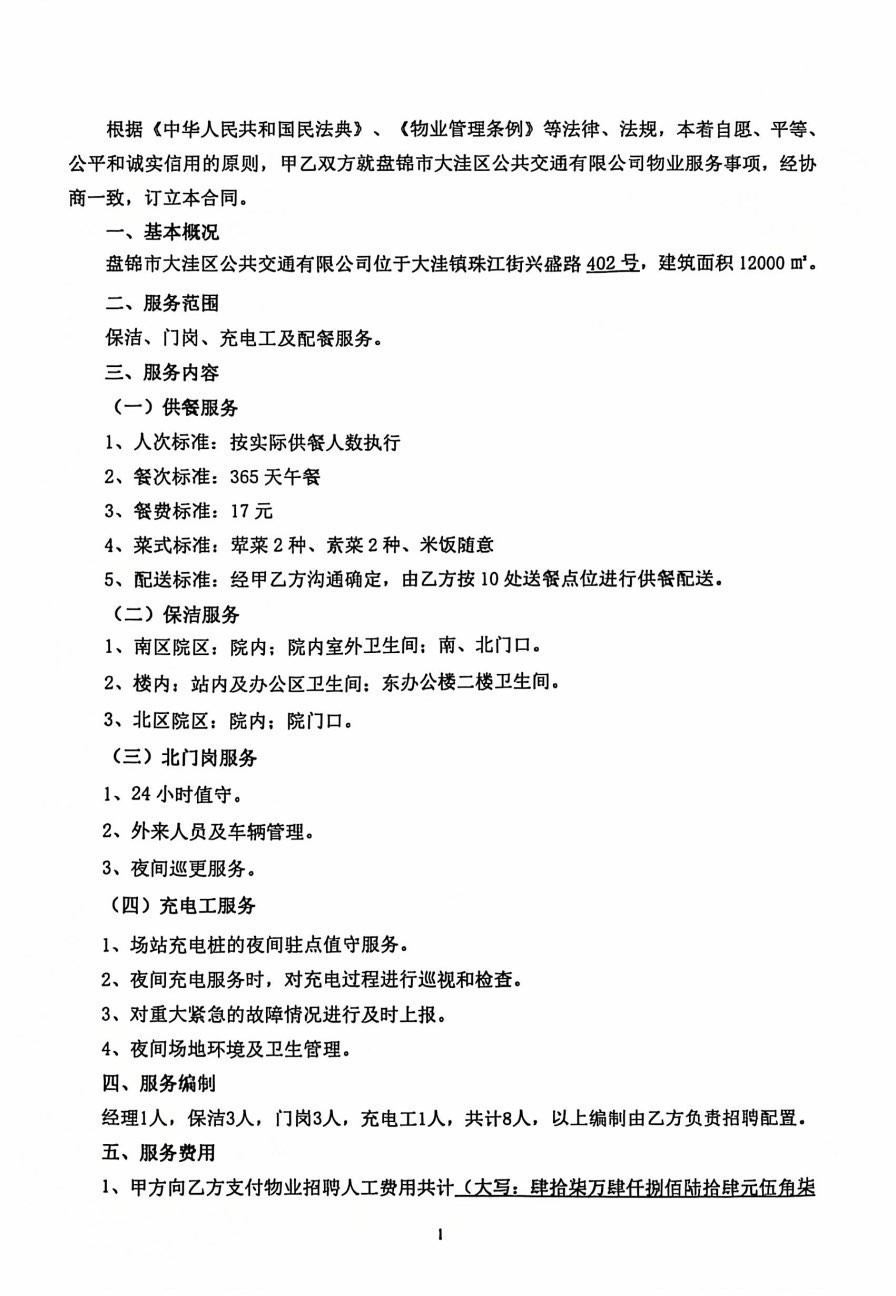 根据《中华人民共和国民法典》、《物业管理条例》等法律、法规，本着自愿、平等、
公平和诚实信用的原则，甲乙双方就盘锦市大洼区公共交通有限公司物业服务事项，经协
商一致，订立本合同。
一、基本概况
盘锦市大洼区公共交通有限公司位于大洼镇珠江街兴盛路 402 号，建筑面积 12000 ㎡。
二、服务范围
保洁、门岗、充电工及配餐服务。
三、服务内容
（一）供餐服务
1、人次标准：按实际供餐人数执行
2、餐次标准：365 天午餐
3、餐费标准：17 元
4、菜式标准：荤菜 2 种、素菜 2 种、米饭随意
5、配送标准：经甲乙方沟通确定，由乙方按 10 处送餐点位进行供餐配送。
（二）保洁服务
1、南区院区：院内；院内室外卫生间；南、北门口。
2、楼内：站内及办公区卫生间；东办公楼二楼卫生间。
3、北区院区：院内；院门口。
（三）北门岗服务
1、24 小时值守。
2、外来人员及车辆管理。
3、夜间巡更服务。
（四）充电工服务
1、场站充电桩的夜间驻点值守服务。
2、夜间充电服务时，对充电过程进行巡视和检查。
3、对重大紧急的故障情况进行及时上报。
4、夜间场地环境及卫生管理。
四、服务编制
经理1人，保洁3人，门岗3人，充电工1人，共计8人，以上编制由乙方负责招聘配置。
五、服务费用
1、甲方向乙方支付物业招聘人工费用共计（大写：肆拾柒万肆仟捌佰陆拾肆元伍角柒
1